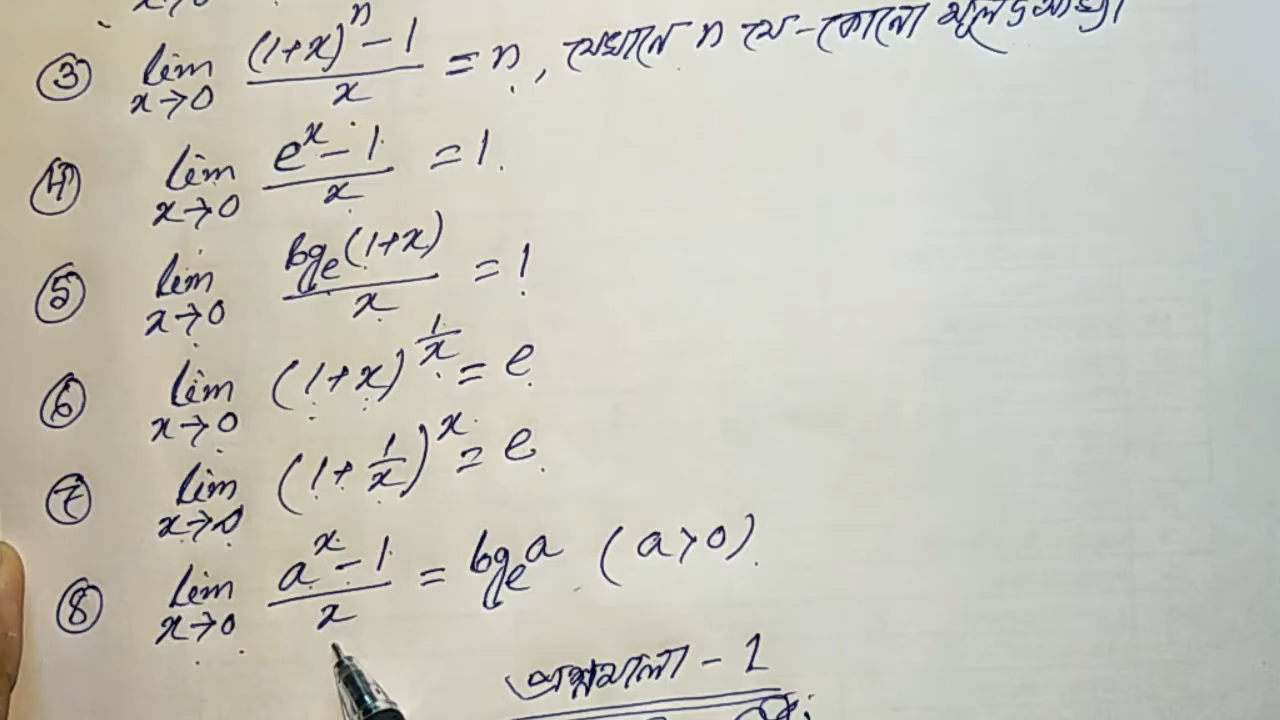 ③ lim x→0 ((1+x)^n − 1)/x = n, যেখানে n যে-কোনো মূলদ সংখ্যা
④ lim x→0 (e^x − 1)/x = 1.
⑤ lim x→0 log_e(1+x)/x = 1
⑥ lim x→0 (1+x)^(1/x) = e
⑦ lim x→0 (1+1/x)^x = e
⑧ lim x→0 (a^x − 1)/x = log_e a (a>0)
প্রশ্নমালা - 1